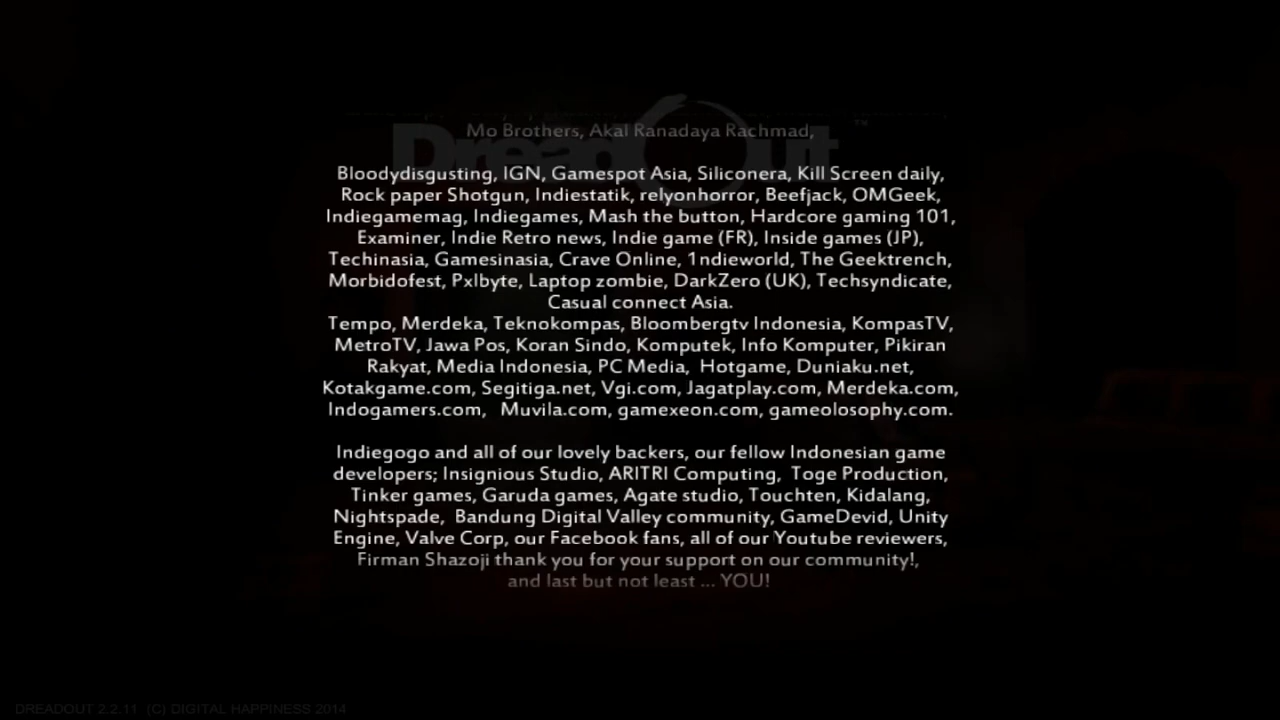 Mo Brothers, Akal Ranadaya Rachmad,
DreadOut™
Bloodydisgusting, IGN, Gamespot Asia, Siliconera, Kill Screen daily,
Rock paper Shotgun, Indiestatik, relyonhorror, Beefjack, OMGeek,
Indiegamemag, Indiegames, Mash the button, Hardcore gaming 101,
Examiner, Indie Retro news, Indie game (FR), Inside games (JP),
Techinasia, Gamesinasia, Crave Online, 1ndieworld, The Geektrench,
Morbidofest, Pxlbyte, Laptop zombie, DarkZero (UK), Techsyndicate,
Casual connect Asia.
Tempo, Merdeka, Teknokompas, Bloombergtv Indonesia, KompasTV,
MetroTV, Jawa Pos, Koran Sindo, Komputek, Info Komputer, Pikiran
Rakyat, Media Indonesia, PC Media,  Hotgame, Duniaku.net,
Kotakgame.com, Segitiga.net, Vgi.com, Jagatplay.com, Merdeka.com,
Indogamers.com,   Muvila.com, gamexeon.com, gameolosophy.com.
Indiegogo and all of our lovely backers, our fellow Indonesian game
developers; Insignious Studio, ARITRI Computing,  Toge Production,
Tinker games, Garuda games, Agate studio, Touchten, Kidalang,
Nightspade,  Bandung Digital Valley community, GameDevid, Unity
Engine, Valve Corp, our Facebook fans, all of our Youtube reviewers,
Firman Shazoji thank you for your support on our community!,
and last but not least ... YOU!
DREADOUT 2.2.11  (C) DIGITAL HAPPINESS 2014